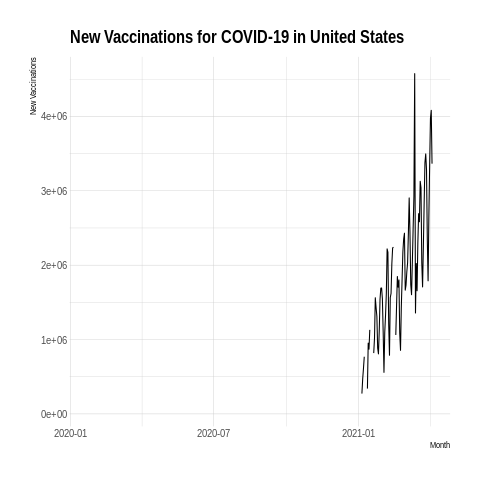 New Vaccinations for COVID-19 in United States
New Vaccinations
4e+06
3e+06
2e+06
1e+06
0e+00
2020-01 2020-07 2021-01
Month